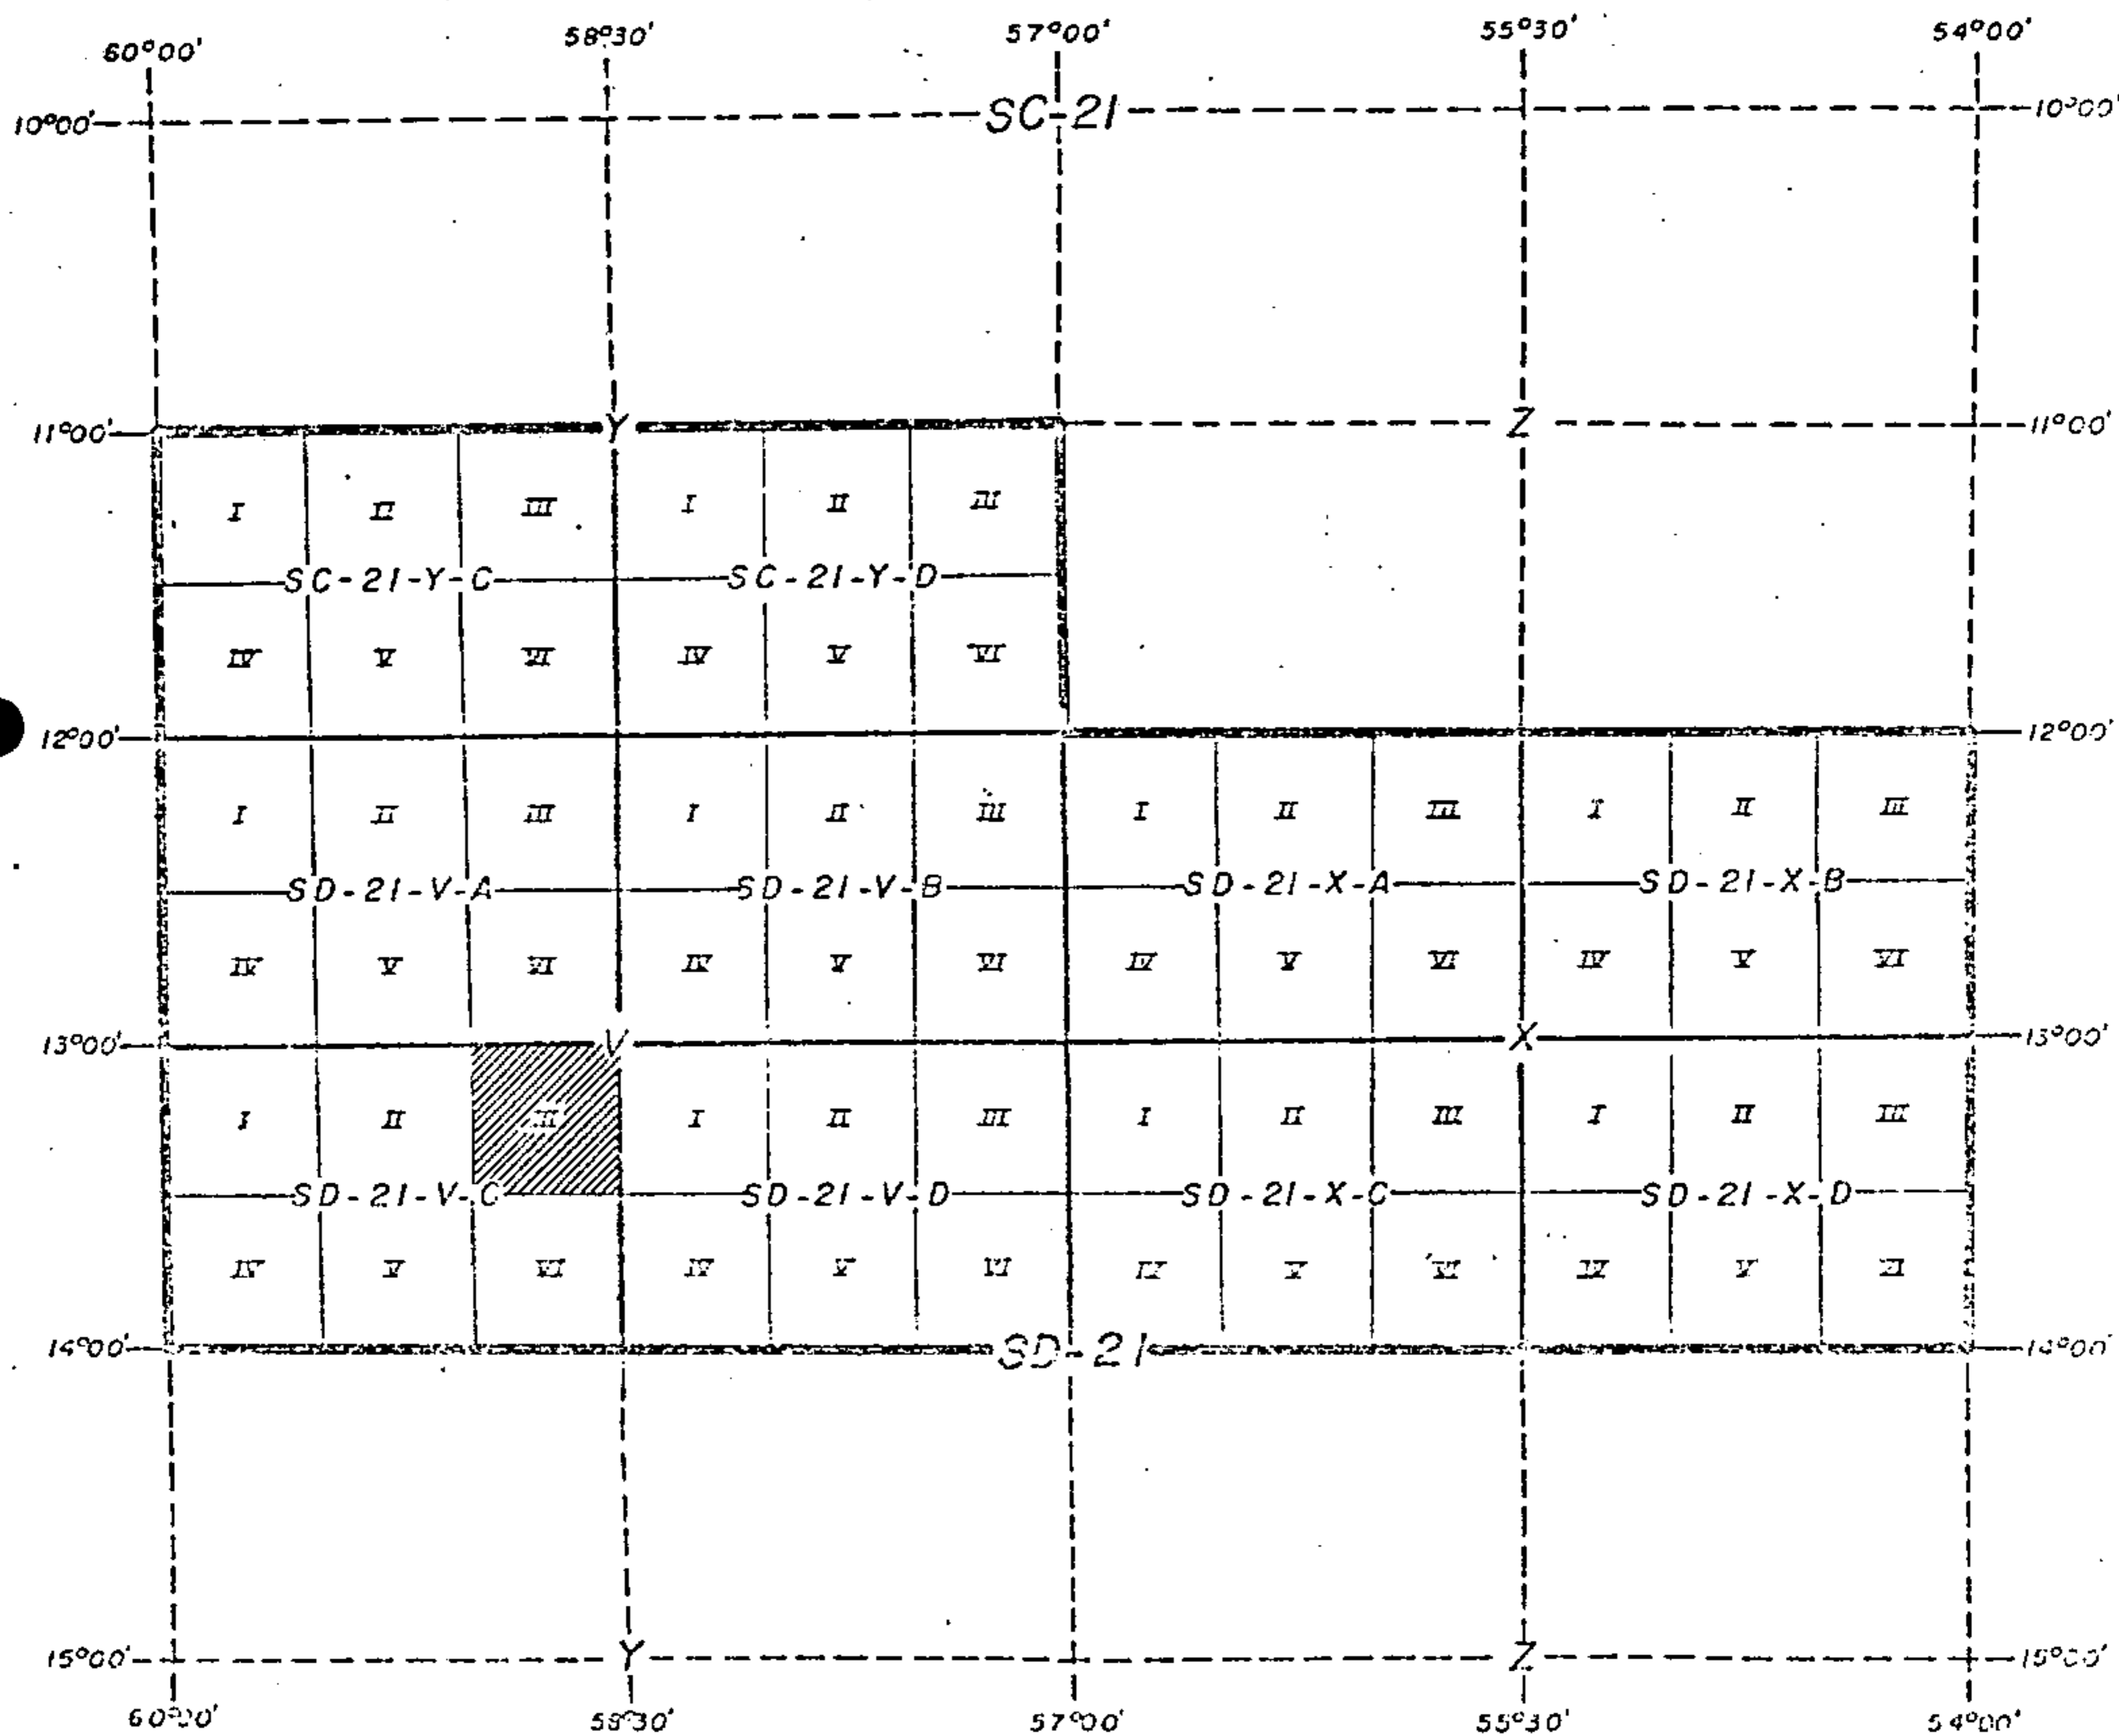 60°00' 58°30' 57°00' 55°30' 54°00'
10°00' SC-21 10°00'
11°00' Y Z 11°00'
I II III I II III
SC-21-Y-C SC-21-Y-D
IV V VI IV V VI
12°00' 12°00'
I II III I II III I II III I II III
SD-21-V-A SD-21-V-B SD-21-X-A SD-21-X-B
IV V VI IV V VI IV V VI IV V VI
13°00' V X 13°00'
I II III I II III I II III I II III
SD-21-V-C SD-21-V-D SD-21-X-C SD-21-X-D
IV V VI IV V VI IV V VI IV V VI
14°00' SD-21 14°00'
15°00' Y Z 15°00'
60°00' 58°30' 57°00' 55°30' 54°00'